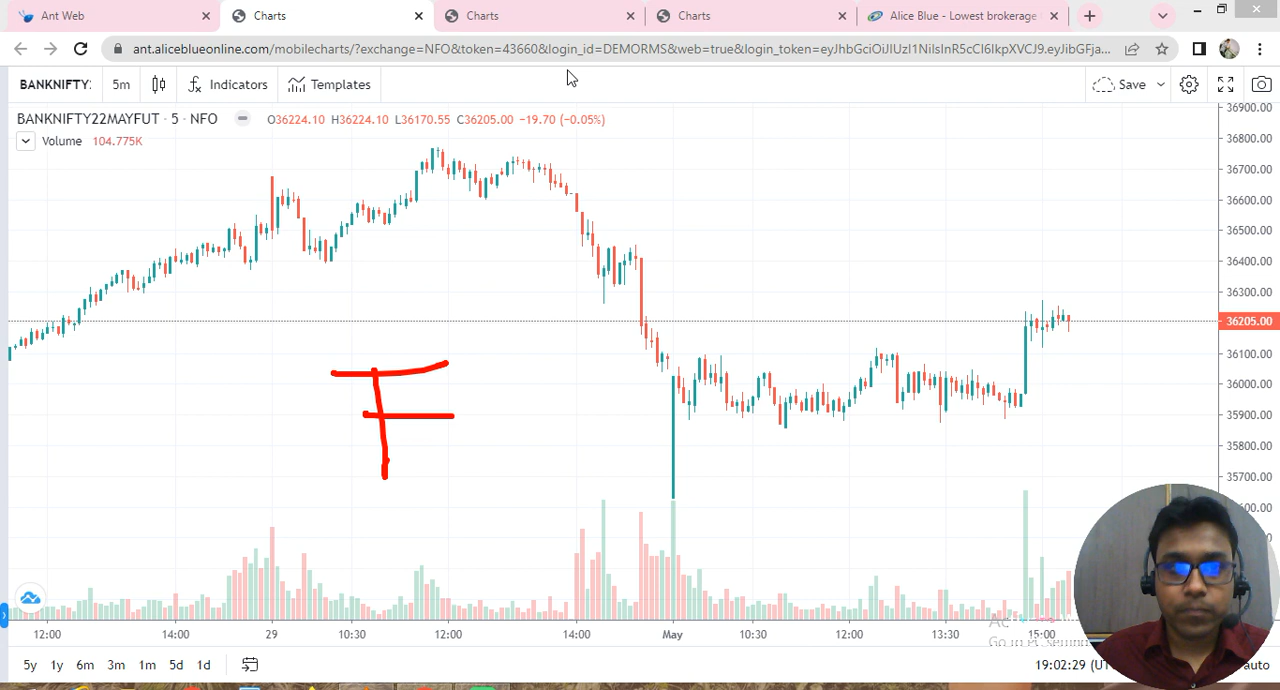 Ant Web
Charts
Charts
Charts
Alice Blue - Lowest brokerage
ant.aliceblueonline.com/mobilecharts/?exchange=NFO&token=43680&login_id=DEMORMS&web=true&login_token=eyJhbGciOiJIUzI1NiIsInR5cCI6IkpXVCJ9.eyJibGFja...
BANKNIFTY:
5m
Indicators
Templates
Save
BANKNIFTY22MAYFUT · 5 · NFO
O36224.10 H36224.10 L36170.55 C36205.00 −19.70 (−0.05%)
Volume 104.775K
36900.00
36800.00
36700.00
36600.00
36500.00
36400.00
36300.00
36205.00
36100.00
36000.00
35900.00
35800.00
35700.00
F
12:00
14:00
29
10:30
12:00
14:00
May
10:30
12:00
13:30
15:00
5y
1y
6m
3m
1m
5d
1d
19:02:29
auto